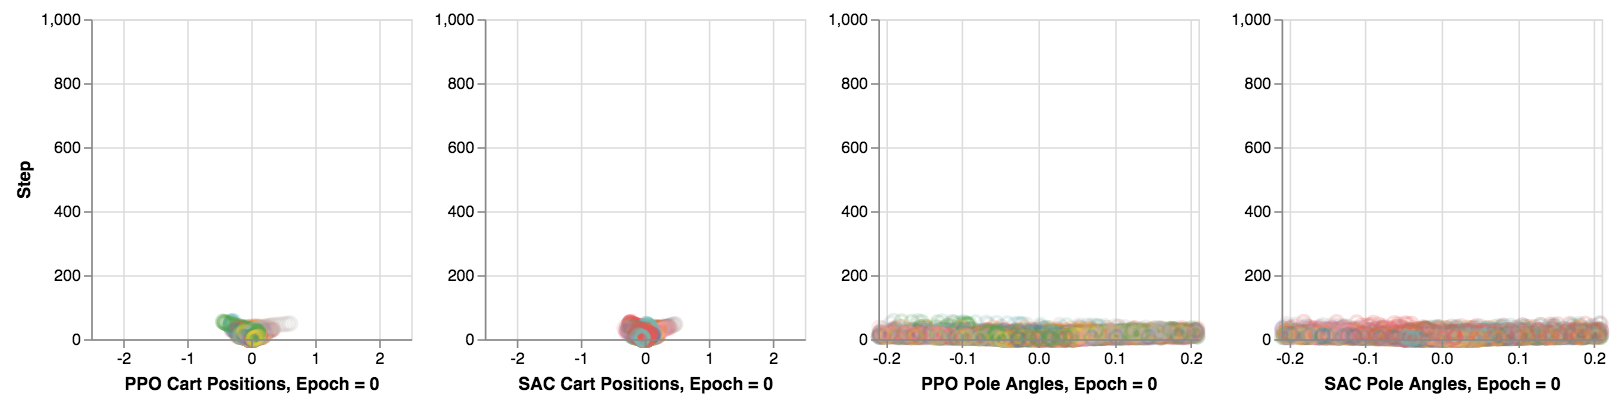 Step
1,000
800
600
400
200
0
-2 -1 0 1 2
PPO Cart Positions, Epoch = 0
1,000
800
600
400
200
0
-2 -1 0 1 2
SAC Cart Positions, Epoch = 0
1,000
800
600
400
200
0
-0.2 -0.1 0.0 0.1 0.2
PPO Pole Angles, Epoch = 0
1,000
800
600
400
200
0
-0.2 -0.1 0.0 0.1 0.2
SAC Pole Angles, Epoch = 0